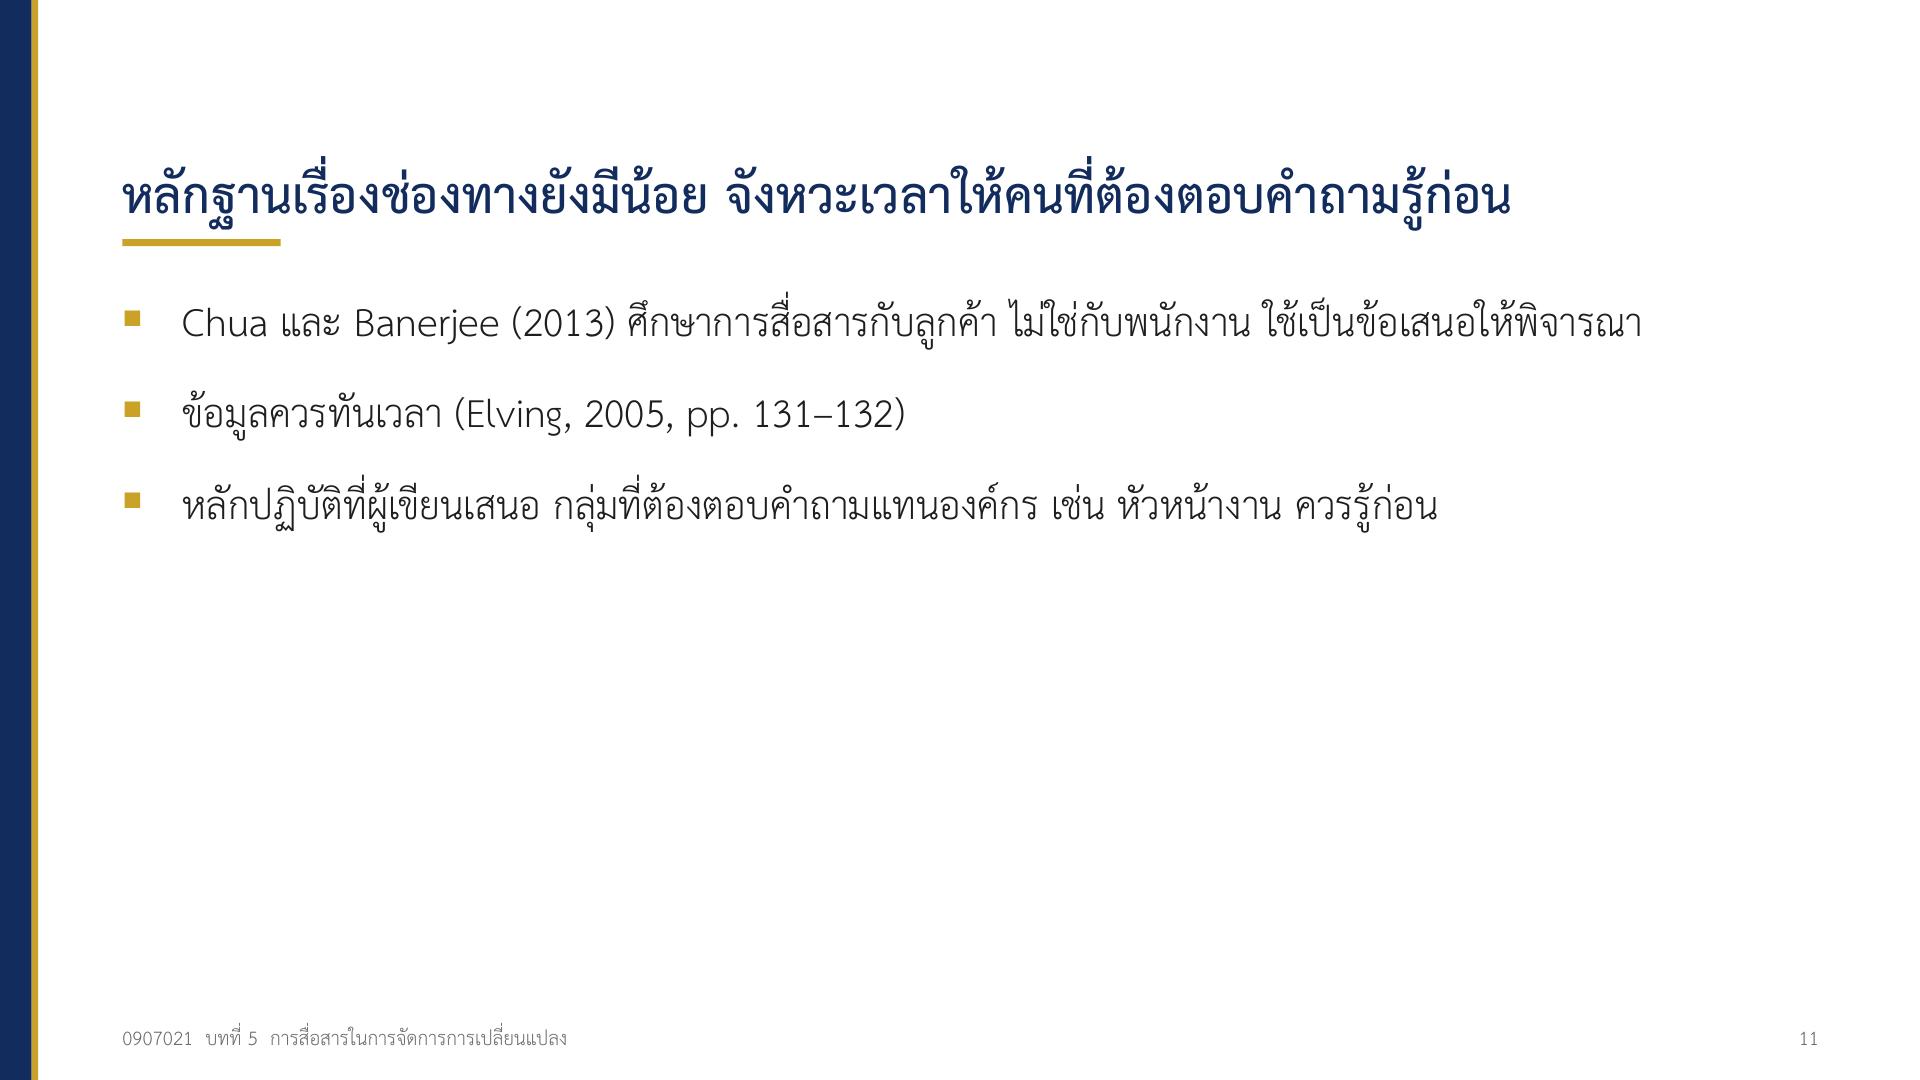 หลักฐานเรื่องช่องทางยังมีน้อย จังหวะเวลาให้คนที่ต้องตอบคำถามรู้ก่อน
Chua และ Banerjee (2013) ศึกษาการสื่อสารกับลูกค้า ไม่ใช่กับพนักงาน ใช้เป็นข้อเสนอให้พิจารณา
ข้อมูลควรทันเวลา (Elving, 2005, pp. 131–132)
หลักปฏิบัติที่ผู้เขียนเสนอ กลุ่มที่ต้องตอบคำถามแทนองค์กร เช่น หัวหน้างาน ควรรู้ก่อน
0907021 บทที่ 5 การสื่อสารในการจัดการการเปลี่ยนแปลง
11